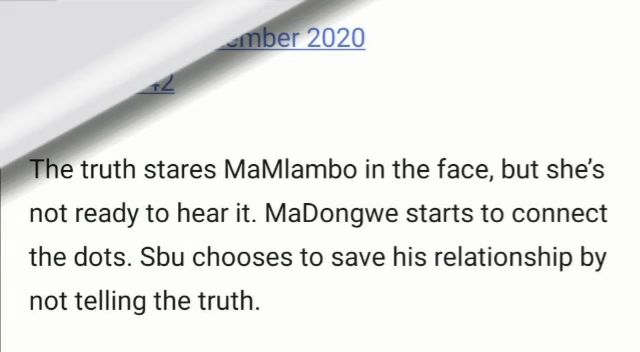 2020
42
The truth stares MaMlambo in the face, but she’s
not ready to hear it. MaDongwe starts to connect
the dots. Sbu chooses to save his relationship by
not telling the truth.